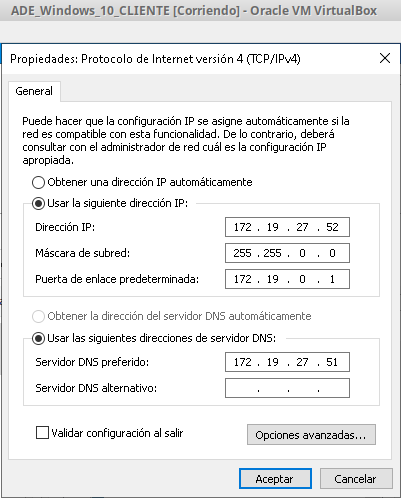 ADE_Windows_10_CLIENTE [Corriendo] - Oracle VM VirtualBox
Propiedades: Protocolo de Internet versión 4 (TCP/IPv4)
General
Puede hacer que la configuración IP se asigne automáticamente si la
red es compatible con esta funcionalidad. De lo contrario, deberá
consultar con el administrador de red cuál es la configuración IP
apropiada.
Obtener una dirección IP automáticamente
Usar la siguiente dirección IP:
Dirección IP: 172 . 19 . 27 . 52
Máscara de subred: 255 . 255 . 0 . 0
Puerta de enlace predeterminada: 172 . 19 . 0 . 1
Obtener la dirección del servidor DNS automáticamente
Usar las siguientes direcciones de servidor DNS:
Servidor DNS preferido: 172 . 19 . 27 . 51
Servidor DNS alternativo: . . .
Validar configuración al salir
Opciones avanzadas...
Aceptar Cancelar